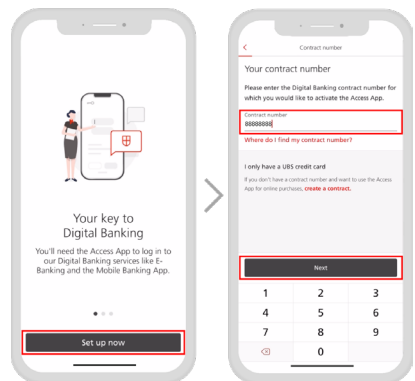 Your key to
Digital Banking
You'll need the Access App to log in to
our Digital Banking services like E-
Banking and the Mobile Banking App.
Set up now
Contract number
Your contract number
Please enter the Digital Banking contract number for
which you would like to activate the Access App.
Contract number
88888888
Where do I find my contract number?
I only have a UBS credit card
If you don't have a contract number and want to use the Access
App for online purchases, create a contract.
Next
1 2 3
4 5 6
7 8 9
0